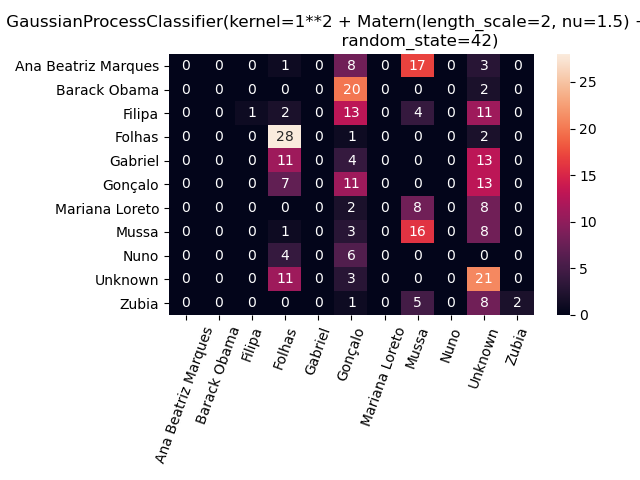 GaussianProcessClassifier(kernel=1**2 + Matern(length_scale=2, nu=1.5) +
random_state=42)
Ana Beatriz Marques 0 0 0 1 0 8 0 17 0 3 0
Barack Obama 0 0 0 0 0 20 0 0 0 2 0
Filipa 0 0 1 2 0 13 0 4 0 11 0
Folhas 0 0 0 28 0 1 0 0 0 2 0
Gabriel 0 0 0 11 0 4 0 0 0 13 0
Gonçalo 0 0 0 7 0 11 0 0 0 13 0
Mariana Loreto 0 0 0 0 0 2 0 8 0 8 0
Mussa 0 0 0 1 0 3 0 16 0 8 0
Nuno 0 0 0 4 0 6 0 0 0 0 0
Unknown 0 0 0 11 0 3 0 0 0 21 0
Zubia 0 0 0 0 0 1 0 5 0 8 2
Ana Beatriz Marques
Barack Obama
Filipa
Folhas
Gabriel
Gonçalo
Mariana Loreto
Mussa
Nuno
Unknown
Zubia
25
20
15
10
5
0